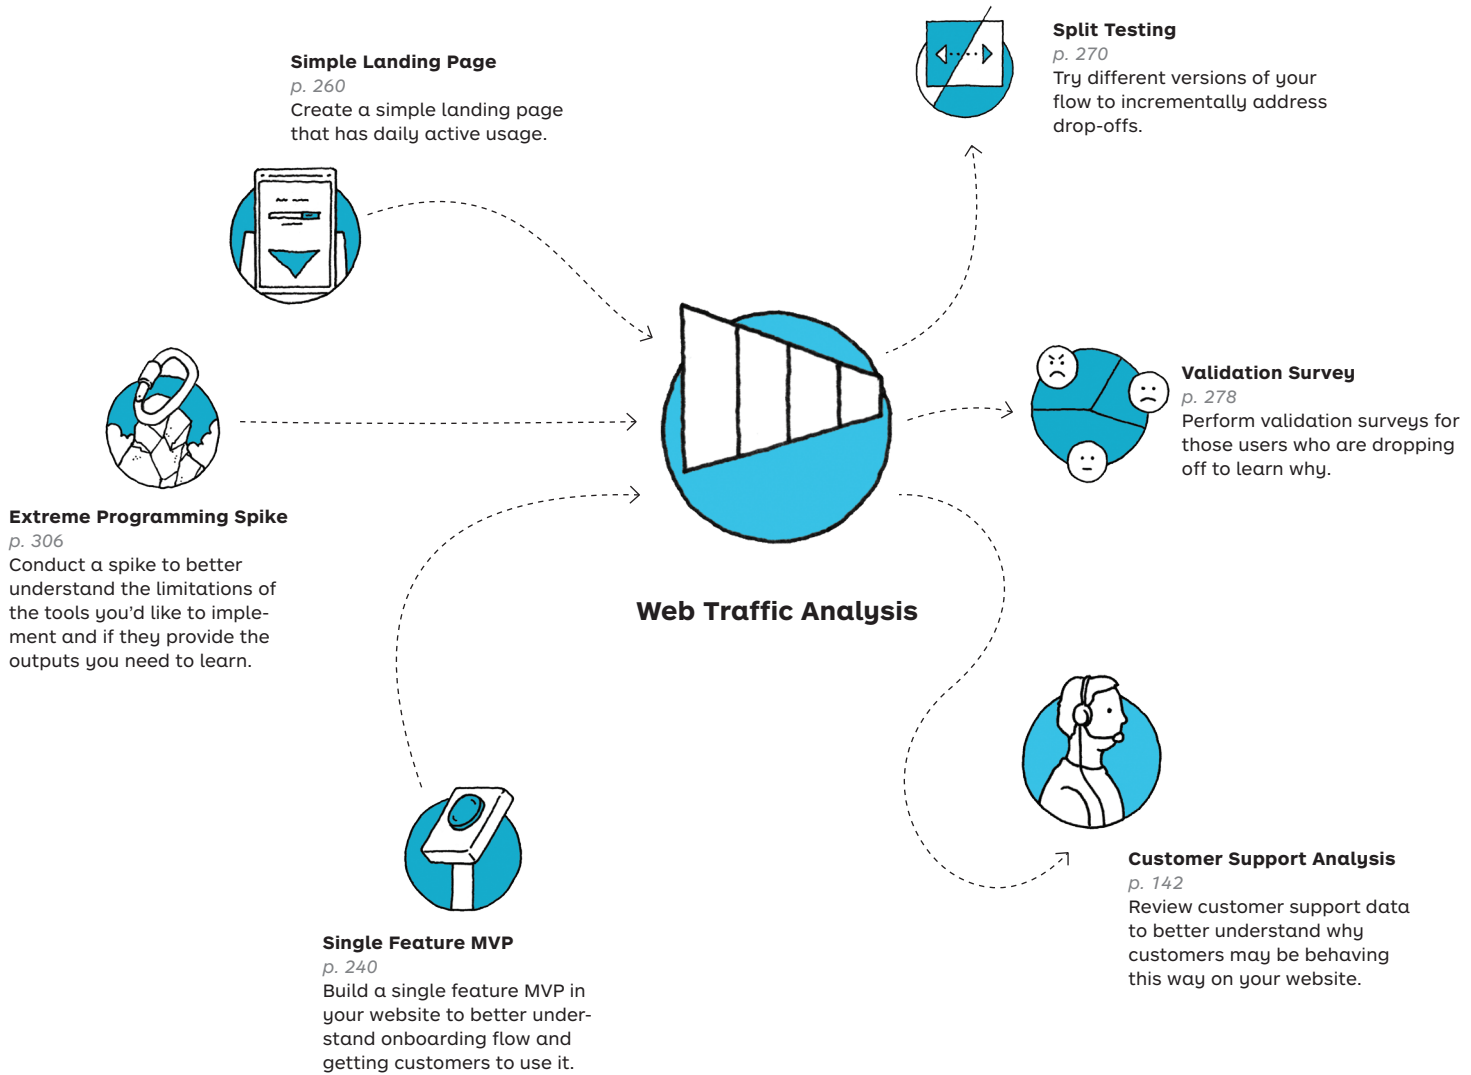 Simple Landing Page
p. 260
Create a simple landing page
that has daily active usage.
Split Testing
p. 270
Try different versions of your
flow to incrementally address
drop-offs.
Extreme Programming Spike
p. 306
Conduct a spike to better
understand the limitations of
the tools you'd like to imple-
ment and if they provide the
outputs you need to learn.
Web Traffic Analysis
Validation Survey
p. 278
Perform validation surveys for
those users who are dropping
off to learn why.
Single Feature MVP
p. 240
Build a single feature MVP in
your website to better under-
stand onboarding flow and
getting customers to use it.
Customer Support Analysis
p. 142
Review customer support data
to better understand why
customers may be behaving
this way on your website.